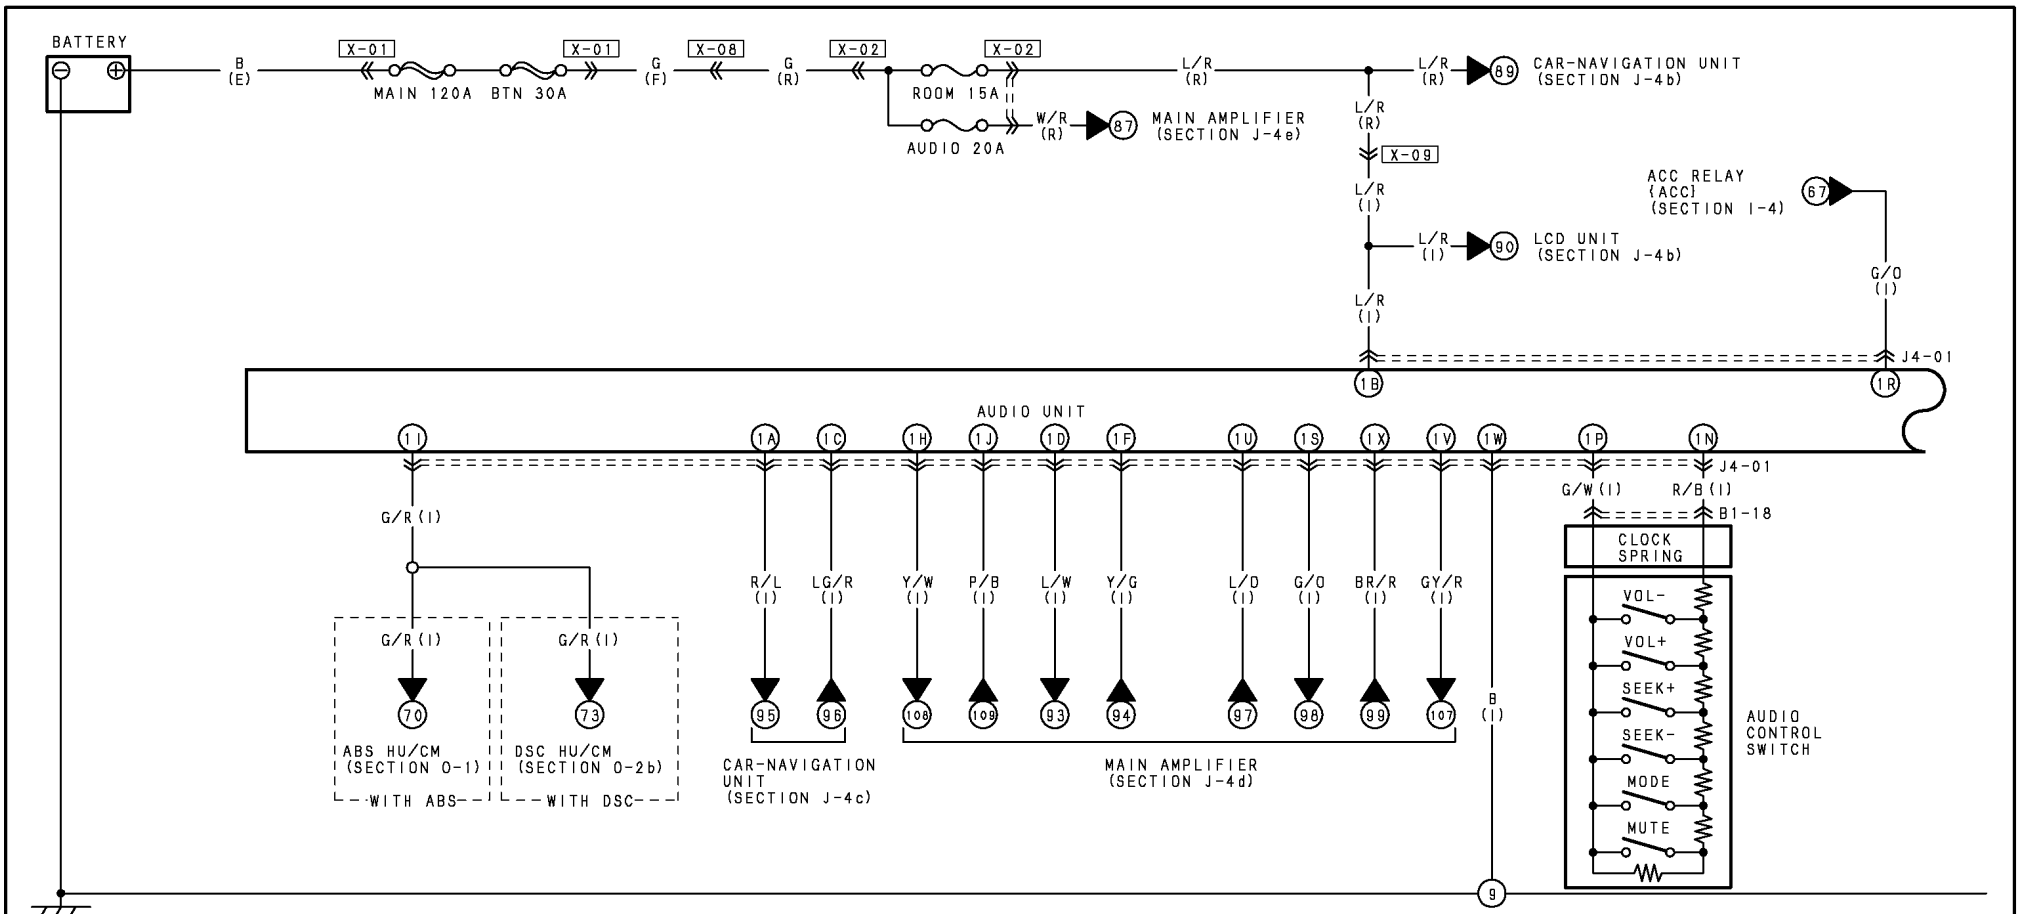 BATTERY
B
(E)
X-01
MAIN 120A
BTN 30A
X-01
G
(F)
X-08
G
(R)
X-02
ROOM 15A
X-02
L/R
(R)
L/R
(R)
89
CAR-NAVIGATION UNIT
(SECTION J-4b)
AUDIO 20A
W/R
(R)
87
MAIN AMPLIFIER
(SECTION J-4e)
L/R
(R)
X-09
L/R
(I)
L/R
(I)
90
LCD UNIT
(SECTION J-4b)
L/R
(I)
ACC RELAY
(ACC)
(SECTION I-4)
67
G/O
(I)
J4-01
1B
1R
AUDIO UNIT
1I
1A
1C
1H
1J
1D
1F
1U
1S
1X
1V
1W
1P
1N
J4-01
G/W(I)
R/B(I)
B1-18
CLOCK
SPRING
G/R(I)
R/L
(I)
LG/R
(I)
Y/W
(I)
P/B
(I)
L/W
(I)
Y/G
(I)
L/O
(I)
G/O
(I)
BR/R
(I)
GY/R
(I)
B
(I)
G/R(I)
G/R(I)
70
73
95
96
108
109
93
94
97
98
99
107
ABS HU/CM
(SECTION O-1)
WITH ABS
DSC HU/CM
(SECTION O-2b)
WITH DSC
CAR-NAVIGATION
UNIT
(SECTION J-4c)
MAIN AMPLIFIER
(SECTION J-4d)
VOL-
VOL+
SEEK+
SEEK-
MODE
MUTE
AUDIO
CONTROL
SWITCH
9